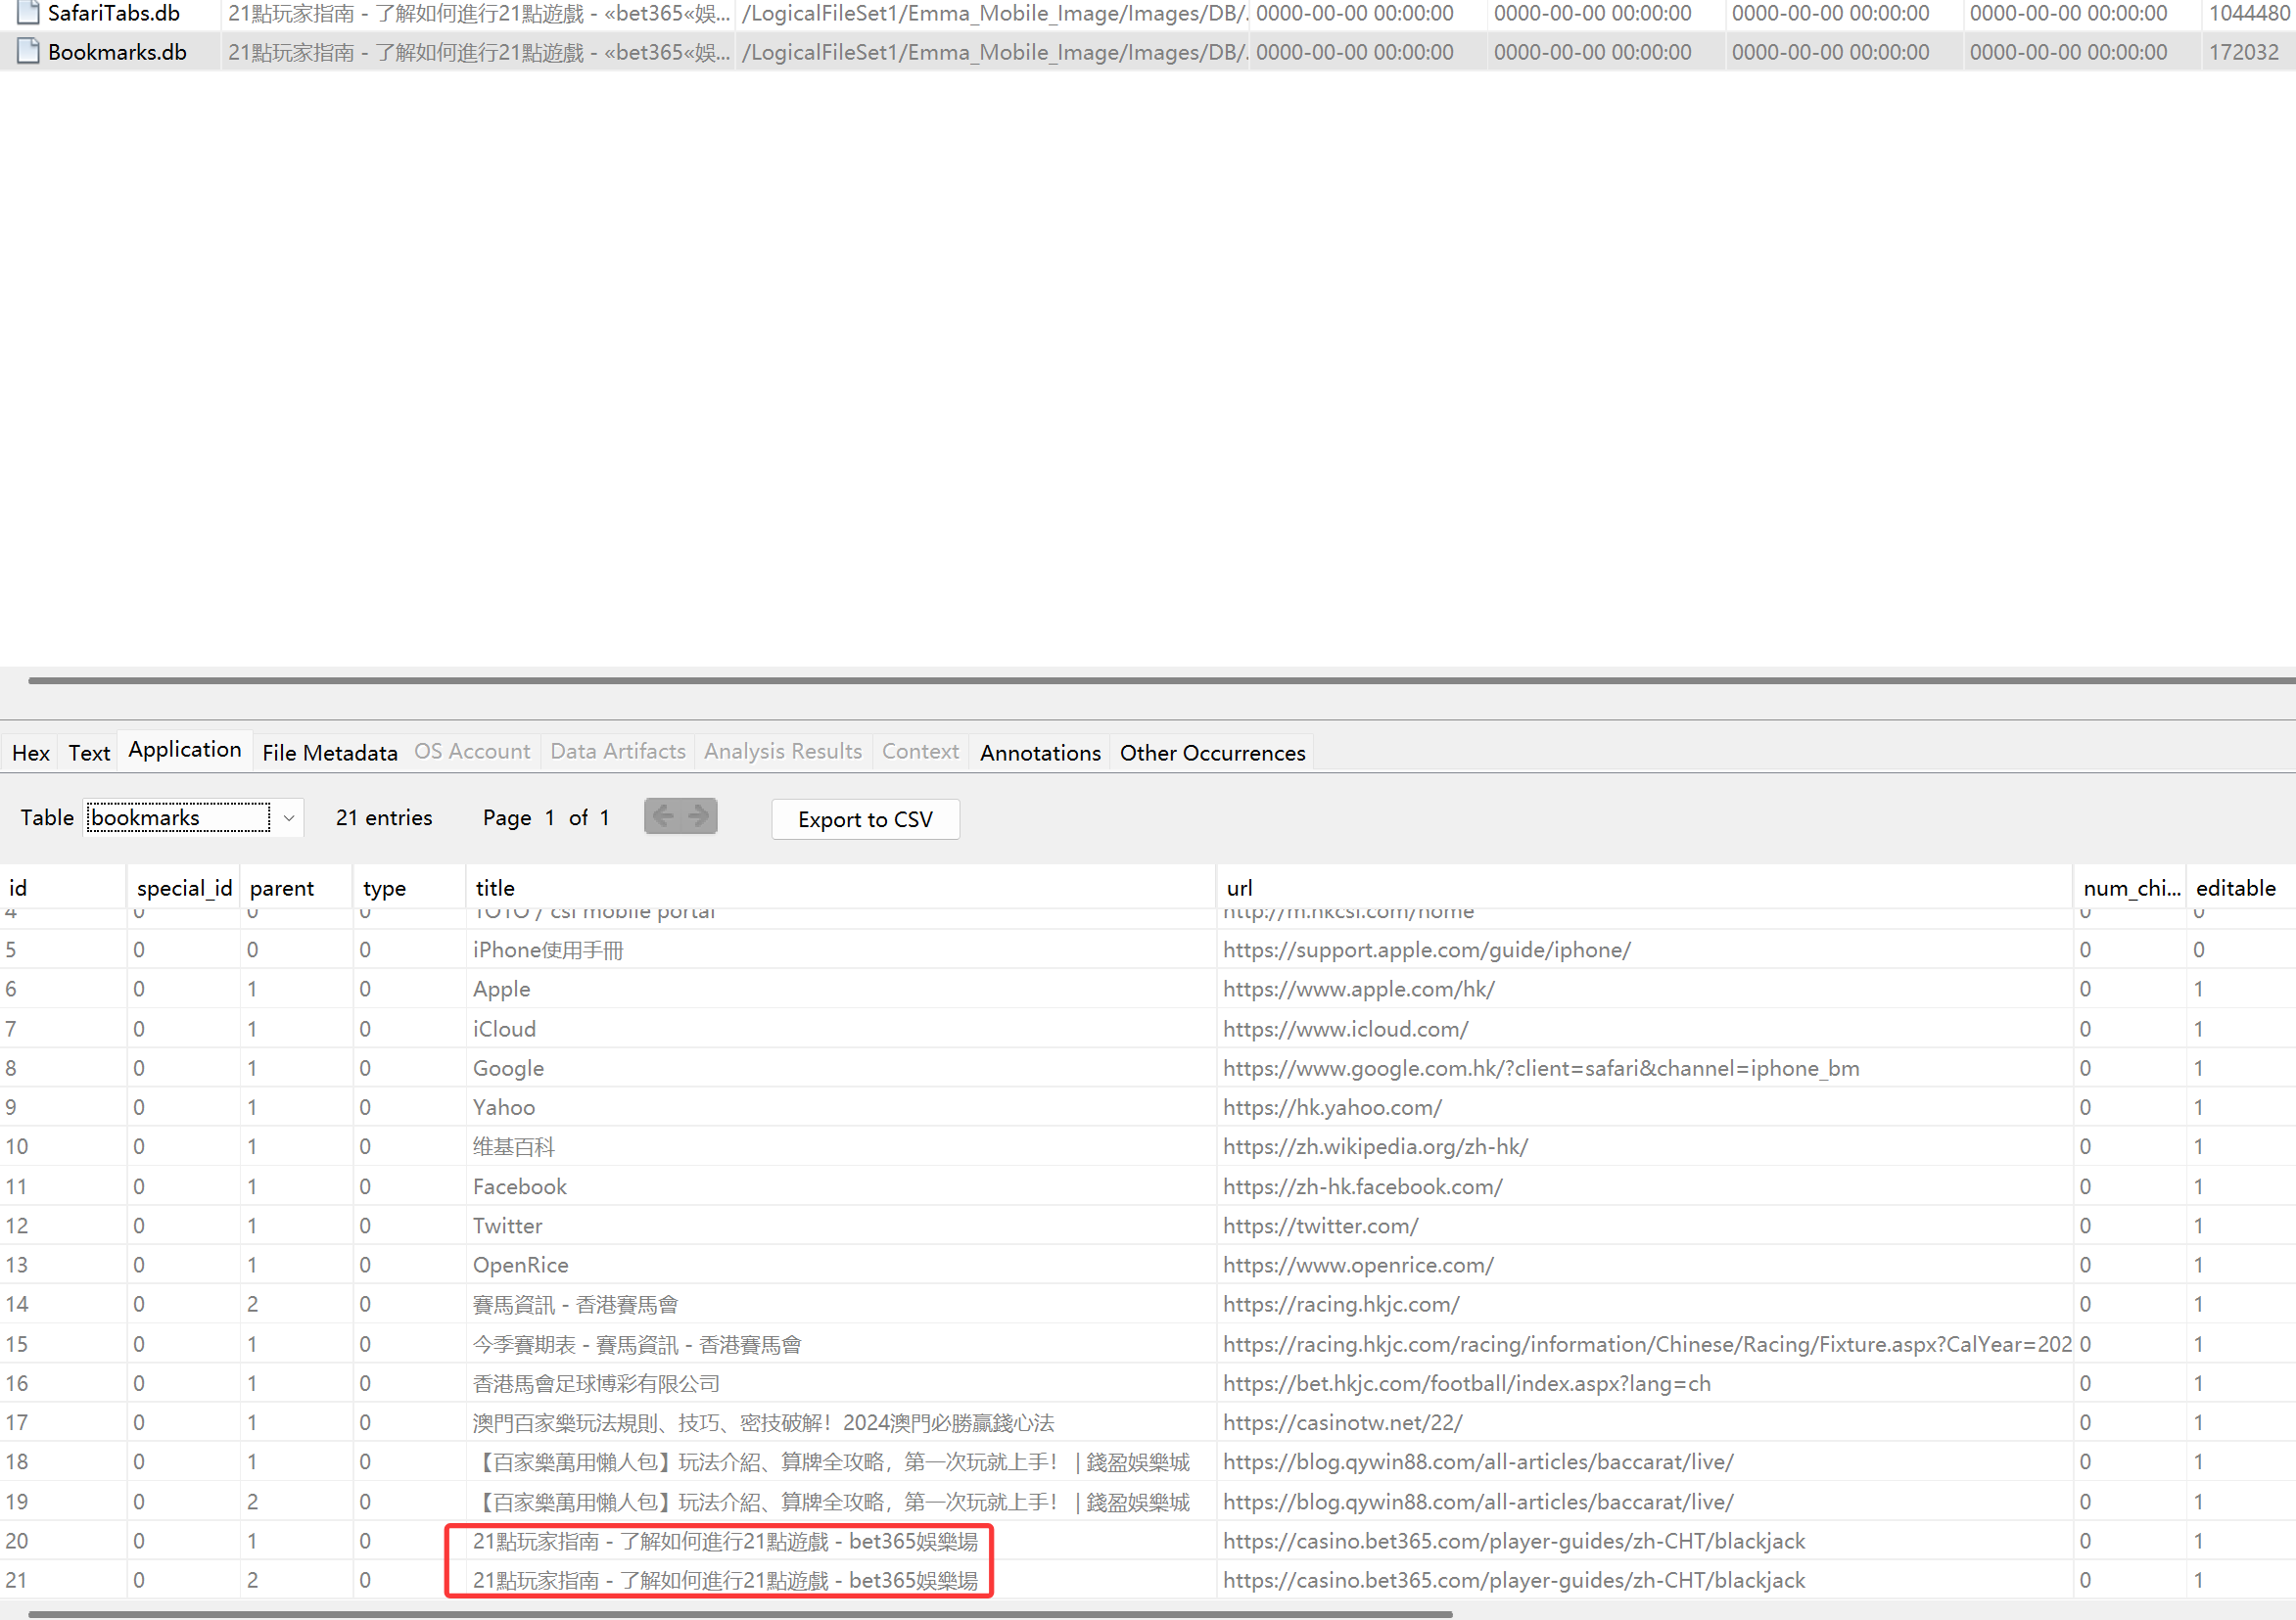 SafariTabs.db 21點玩家指南 - 了解如何進行21點遊戲 - «bet365«娛... /LogicalFileSet1/Emma_Mobile_Image/Images/DB/. 0000-00-00 00:00:00 0000-00-00 00:00:00 0000-00-00 00:00:00 0000-00-00 00:00:00 1044480
Bookmarks.db 21點玩家指南 - 了解如何進行21點遊戲 - «bet365«娛... /LogicalFileSet1/Emma_Mobile_Image/Images/DB/. 0000-00-00 00:00:00 0000-00-00 00:00:00 0000-00-00 00:00:00 0000-00-00 00:00:00 172032
Hex Text Application File Metadata OS Account Data Artifacts Analysis Results Context Annotations Other Occurrences
Table bookmarks 21 entries Page 1 of 1 Export to CSV
id special_id parent type title url num_chi... editable
4 0 0 0 1O1O / csl mobile portal http://m.hkcsl.com/home 0 0
5 0 0 0 iPhone使用手冊 https://support.apple.com/guide/iphone/ 0 0
6 0 1 0 Apple https://www.apple.com/hk/ 0 1
7 0 1 0 iCloud https://www.icloud.com/ 0 1
8 0 1 0 Google https://www.google.com.hk/?client=safari&channel=iphone_bm 0 1
9 0 1 0 Yahoo https://hk.yahoo.com/ 0 1
10 0 1 0 维基百科 https://zh.wikipedia.org/zh-hk/ 0 1
11 0 1 0 Facebook https://zh-hk.facebook.com/ 0 1
12 0 1 0 Twitter https://twitter.com/ 0 1
13 0 1 0 OpenRice https://www.openrice.com/ 0 1
14 0 2 0 賽馬資訊 - 香港賽馬會 https://racing.hkjc.com/ 0 1
15 0 1 0 今季賽期表 - 賽馬資訊 - 香港賽馬會 https://racing.hkjc.com/racing/information/Chinese/Racing/Fixture.aspx?CalYear=202 0 1
16 0 1 0 香港馬會足球博彩有限公司 https://bet.hkjc.com/football/index.aspx?lang=ch 0 1
17 0 1 0 澳門百家樂玩法規則、技巧、密技破解！2024澳門必勝贏錢心法 https://casinotw.net/22/ 0 1
18 0 1 0 【百家樂萬用懶人包】玩法介紹、算牌全攻略，第一次玩就上手！ | 錢盈娛樂城 https://blog.qywin88.com/all-articles/baccarat/live/ 0 1
19 0 2 0 【百家樂萬用懶人包】玩法介紹、算牌全攻略，第一次玩就上手！ | 錢盈娛樂城 https://blog.qywin88.com/all-articles/baccarat/live/ 0 1
20 0 1 0 21點玩家指南 - 了解如何進行21點遊戲 - bet365娛樂場 https://casino.bet365.com/player-guides/zh-CHT/blackjack 0 1
21 0 2 0 21點玩家指南 - 了解如何進行21點遊戲 - bet365娛樂場 https://casino.bet365.com/player-guides/zh-CHT/blackjack 0 1